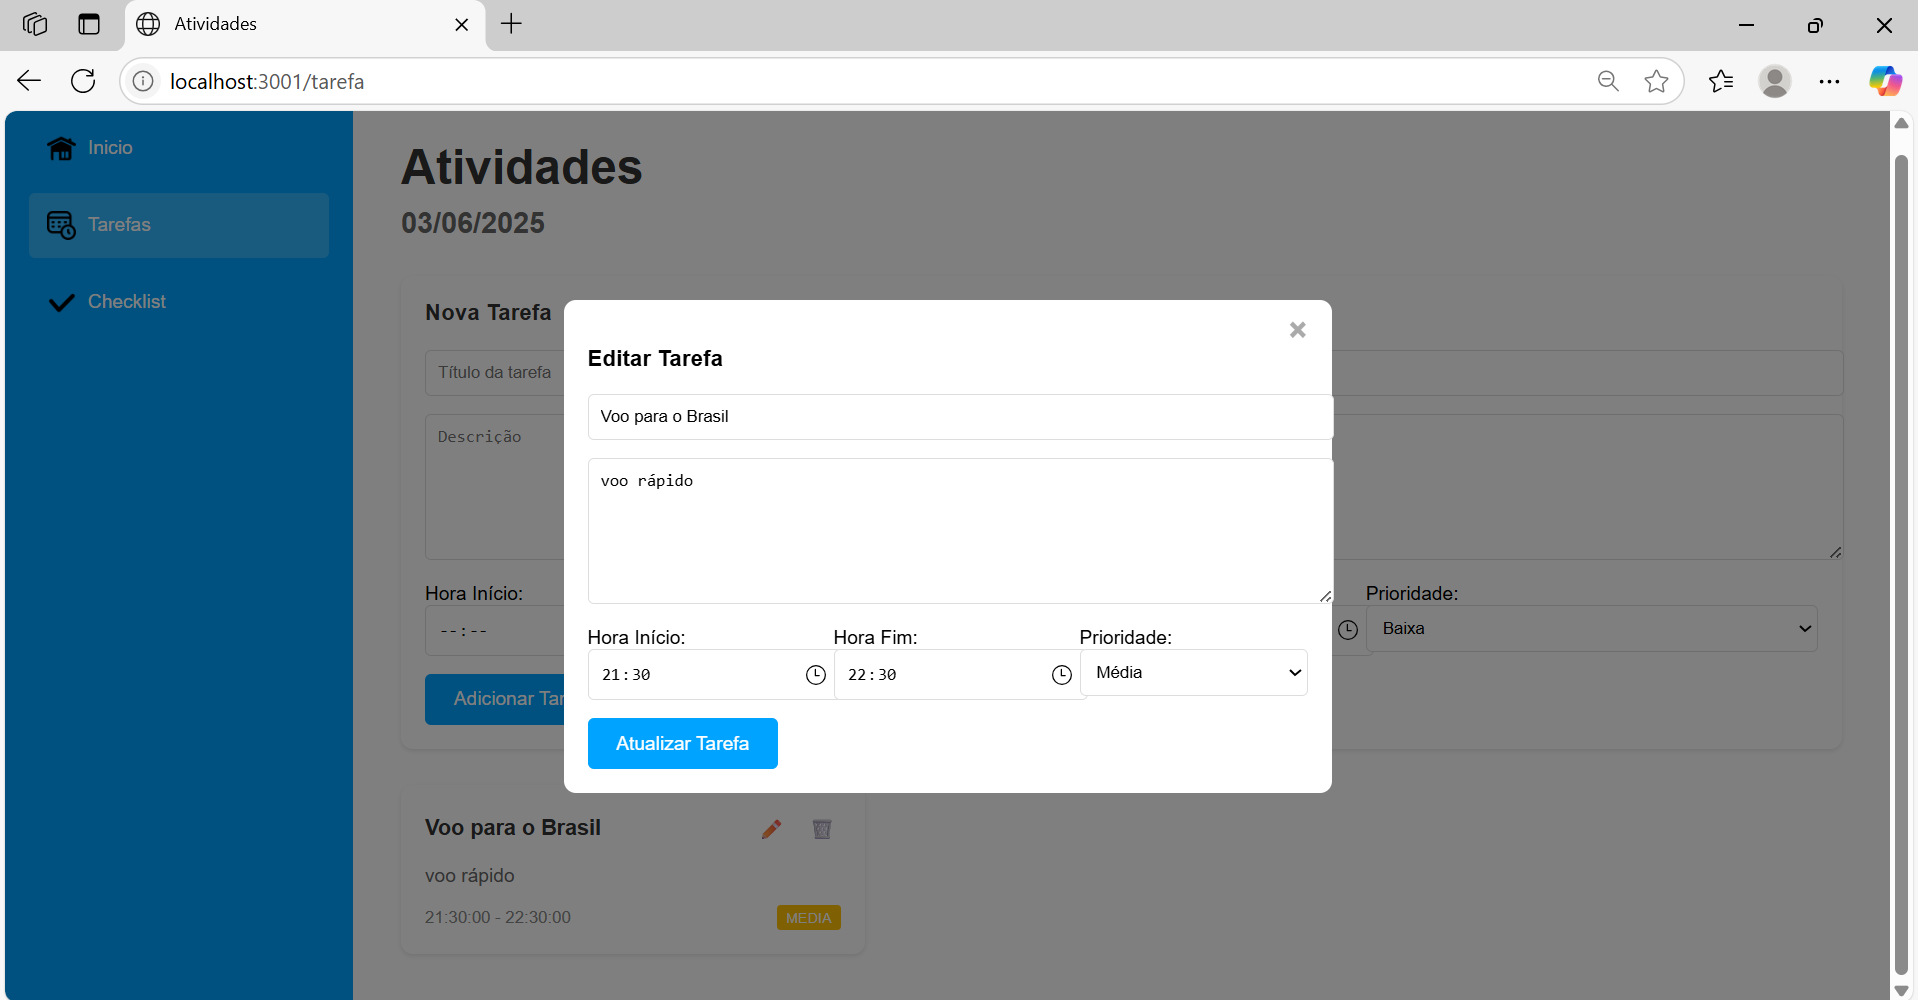 Atividades
localhost:3001/tarefa
Inicio
Tarefas
Checklist
Atividades
03/06/2025
Nova Tarefa
Título da tarefa
Descrição
Hora Início:
--:--
Prioridade:
Baixa
Adicionar Tar
Editar Tarefa
Voo para o Brasil
voo rápido
Hora Início:
Hora Fim:
Prioridade:
21:30
22:30
Média
Atualizar Tarefa
Voo para o Brasil
voo rápido
21:30:00 - 22:30:00
MEDIA